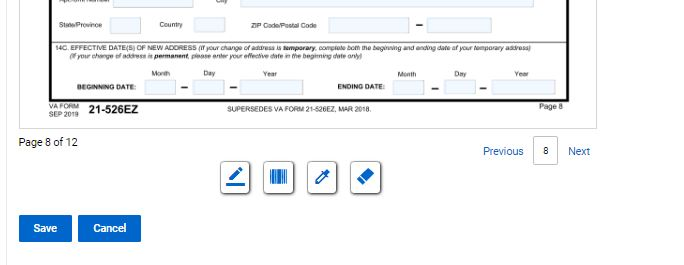 City
State/Province Country ZIP Code/Postal Code –
14C. EFFECTIVE DATE(S) OF NEW ADDRESS (If your change of address is temporary, complete both the beginning and ending date of your temporary address)
(If your change of address is permanent, please enter your effective date in the beginning date only)
Month Day Year Month Day Year
BEGINNING DATE: – – ENDING DATE: – –
VA FORM 21-526EZ SUPERSEDES VA FORM 21-526EZ, MAR 2018. Page 8
SEP 2019
Page 8 of 12
Previous 8 Next
Save Cancel